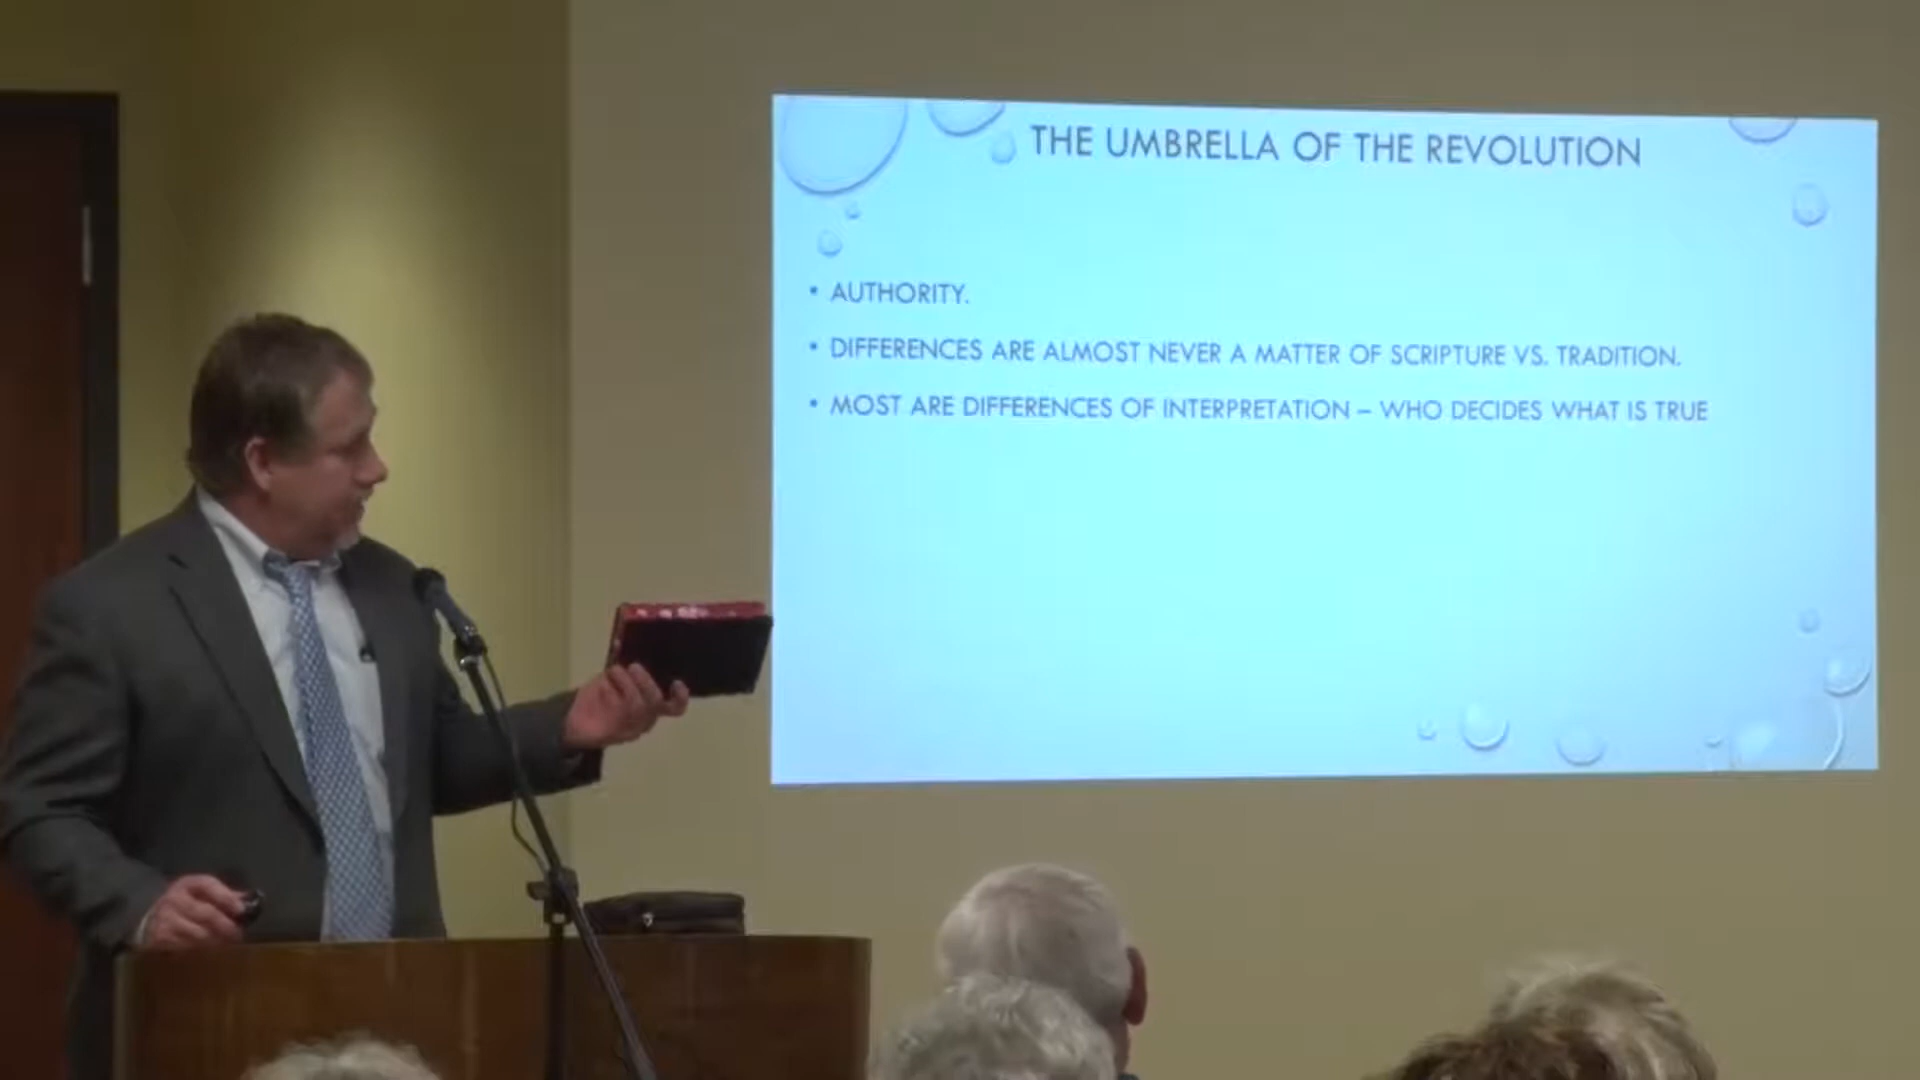 THE UMBRELLA OF THE REVOLUTION
• AUTHORITY.
• DIFFERENCES ARE ALMOST NEVER A MATTER OF SCRIPTURE VS. TRADITION.
• MOST ARE DIFFERENCES OF INTERPRETATION – WHO DECIDES WHAT IS TRUE